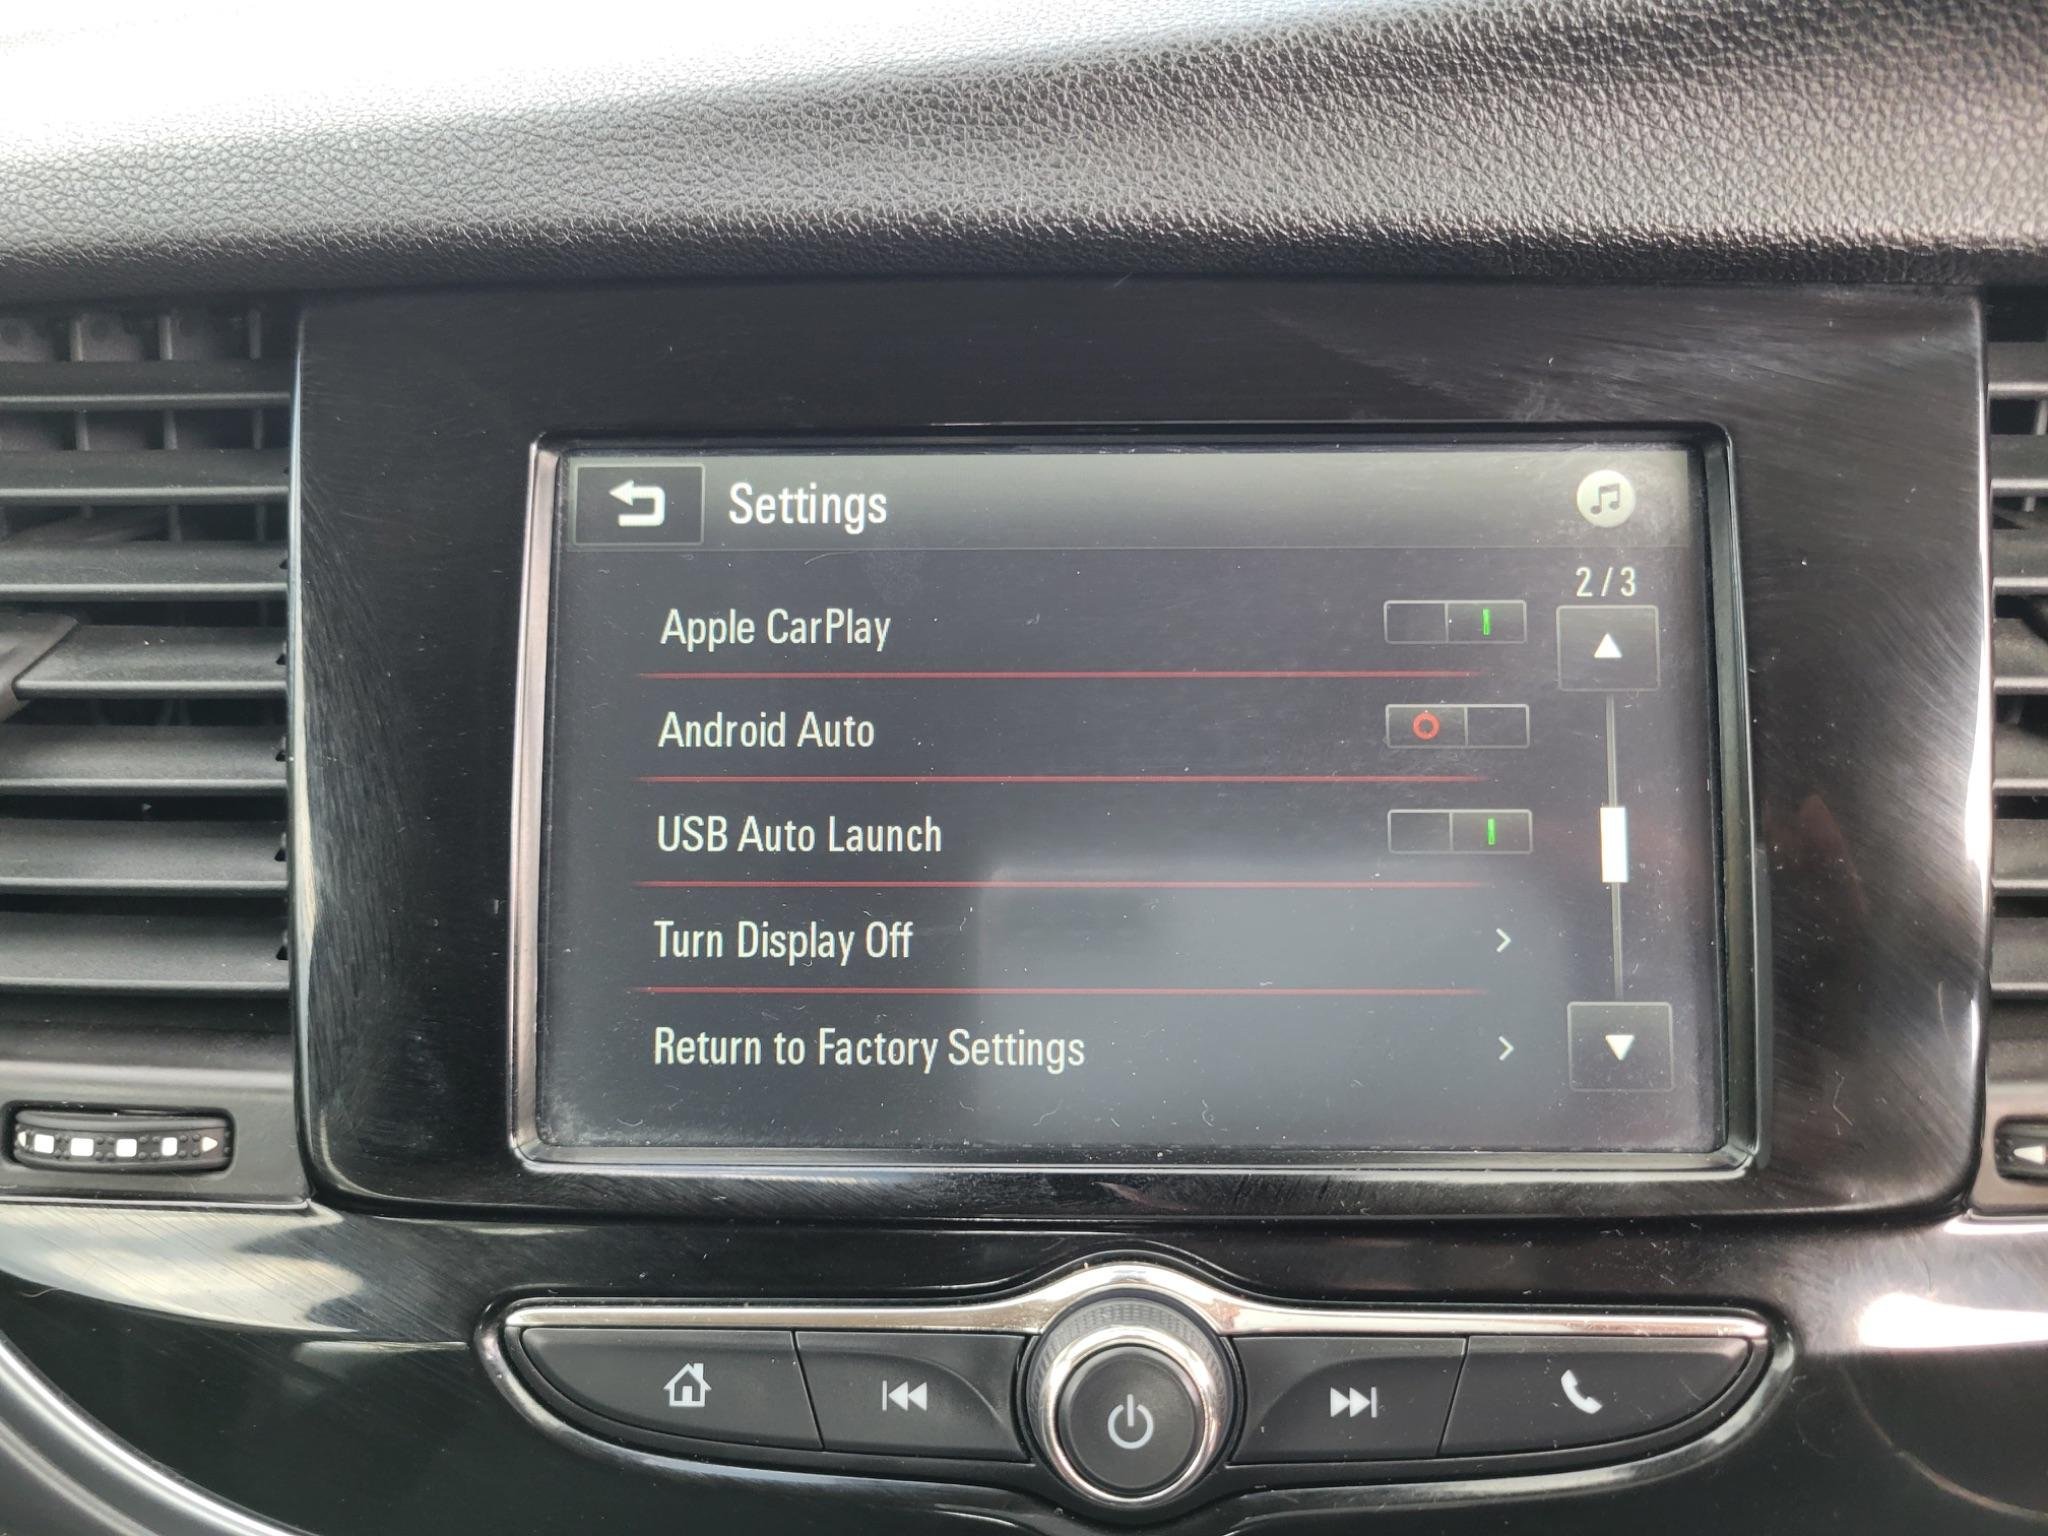 Settings
2 / 3
Apple CarPlay
Android Auto
USB Auto Launch
Turn Display Off
Return to Factory Settings